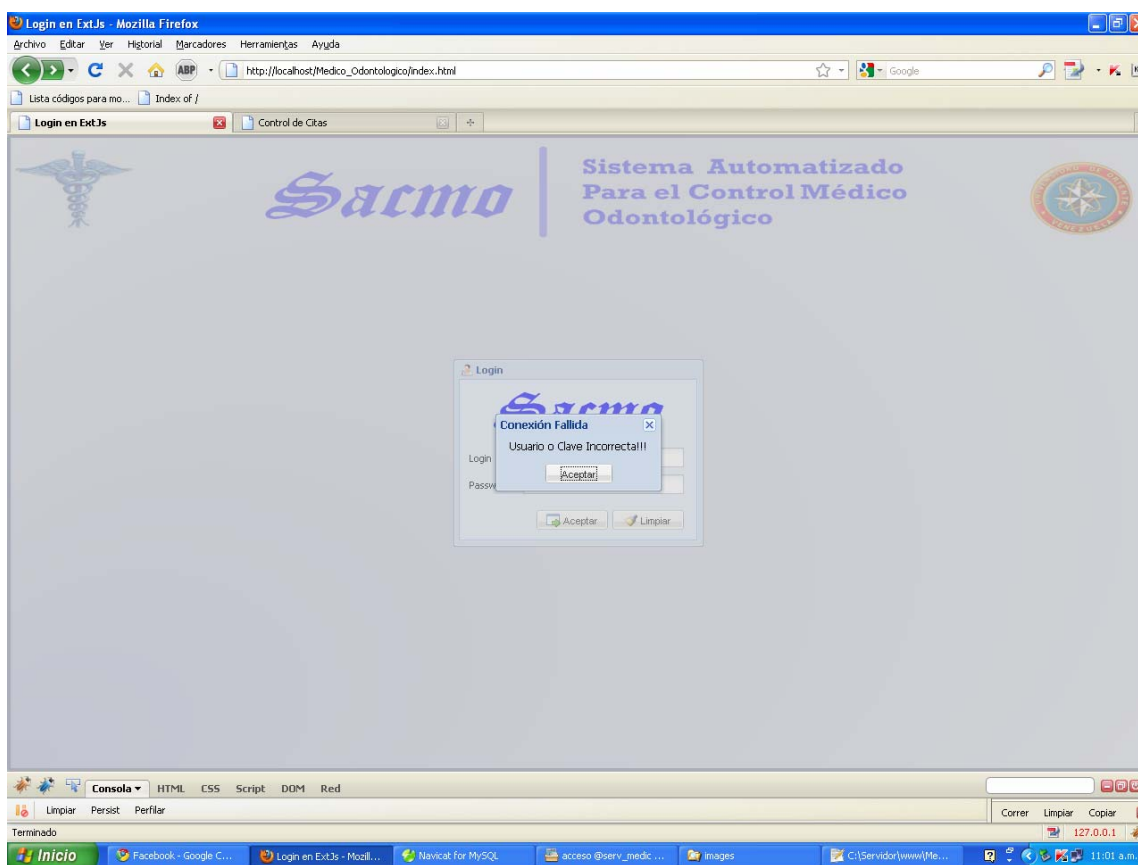 Login en ExtJs - Mozilla Firefox
Archivo Editar Ver Historial Marcadores Herramientas Ayuda
ABP http://localhost/Medico_Odontologico/index.html Google
Lista códigos para mo... Index of /
Login en ExtJs Control de Citas
Sacmo
Sistema Automatizado
Para el Control Médico
Odontológico
Login
Sacmo
Conexión Fallida
Usuario o Clave Incorrecta!!!
Login
Aceptar
Passw
Aceptar Limpiar
Consola HTML CSS Script DOM Red
Limpiar Persist Perfilar Correr Limpiar Copiar
Terminado 127.0.0.1
Inicio Facebook - Google C... Login en ExtJs - Mozill... Navicat for MySQL acceso @serv_medic ... images C:\Servidor\www\Me... 11:01 a.m.